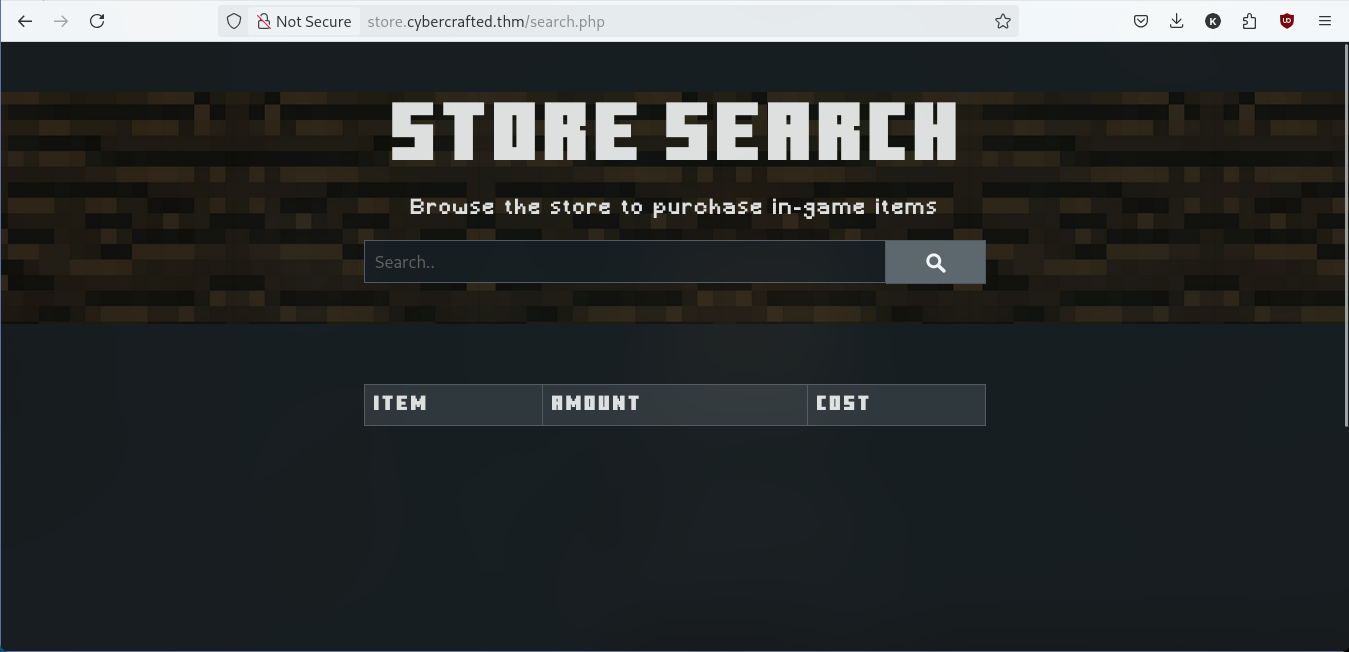 Not Secure store.cybercrafted.thm/search.php
STORE SEARCH
Browse the store to purchase in-game items
Search..
ITEM AMOUNT COST